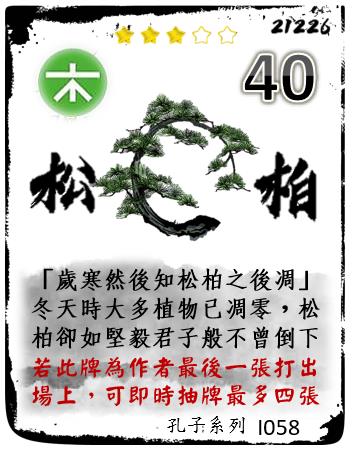 21226
木
40
松 柏
「歲寒然後知松柏之後凋」
冬天時大多植物已凋零，松
柏卻如堅毅君子般不曾倒下
若此牌為作者最後一張打出
場上，可即時抽牌最多四張
孔子系列 I058